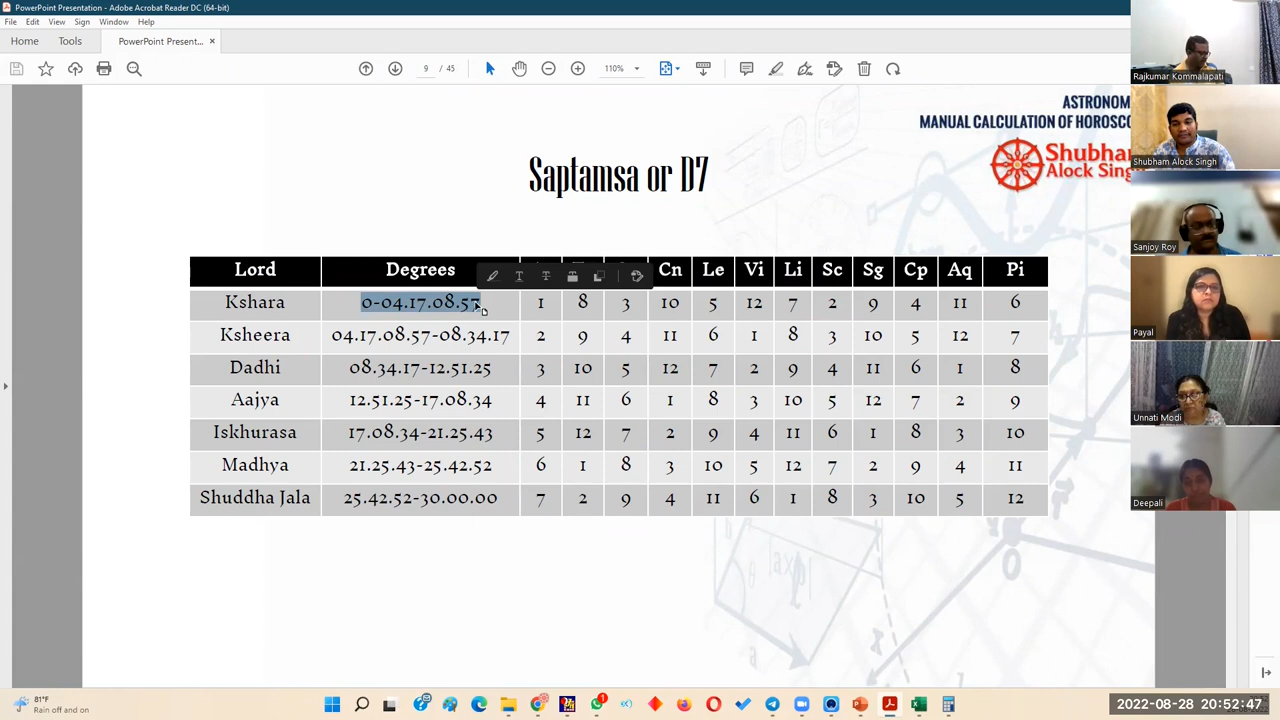 PowerPoint Presentation - Adobe Acrobat Reader DC (64-bit)
File Edit View Sign Window Help
Home Tools PowerPoint Present... ×
9 / 45 110%
ASTRONOM
MANUAL CALCULATION OF HOROSC
Shubham
Alock Sing
Saptamsa or D7
Lord Degrees Cn Le Vi Li Sc Sg Cp Aq Pi
Kshara 0-04.17.08.57 1 8 3 10 5 12 7 2 9 4 11 6
Ksheera 04.17.08.57-08.34.17 2 9 4 11 6 1 8 3 10 5 12 7
Dadhi 08.34.17-12.51.25 3 10 5 12 7 2 9 4 11 6 1 8
Aajya 12.51.25-17.08.34 4 11 6 1 8 3 10 5 12 7 2 9
Iskhurasa 17.08.34-21.25.43 5 12 7 2 9 4 11 6 1 8 3 10
Madhya 21.25.43-25.42.52 6 1 8 3 10 5 12 7 2 9 4 11
Shuddha Jala 25.42.52-30.00.00 7 2 9 4 11 6 1 8 3 10 5 12
Rajkumar Kommalapati
Shubham Alock Singh
Sanjoy Roy
Payal
Unnati Modi
Deepali
81°F
Rain off and on
2022-08-28 20:52:47